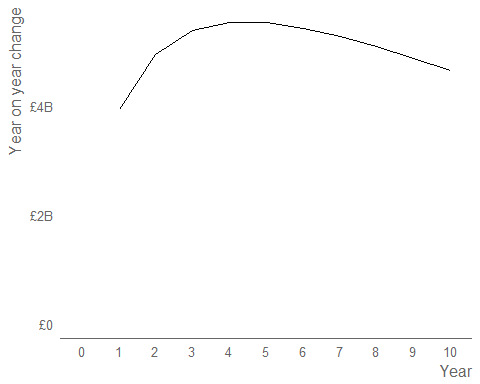 Year on year change
£4B
£2B
£0
0 1 2 3 4 5 6 7 8 9 10
Year